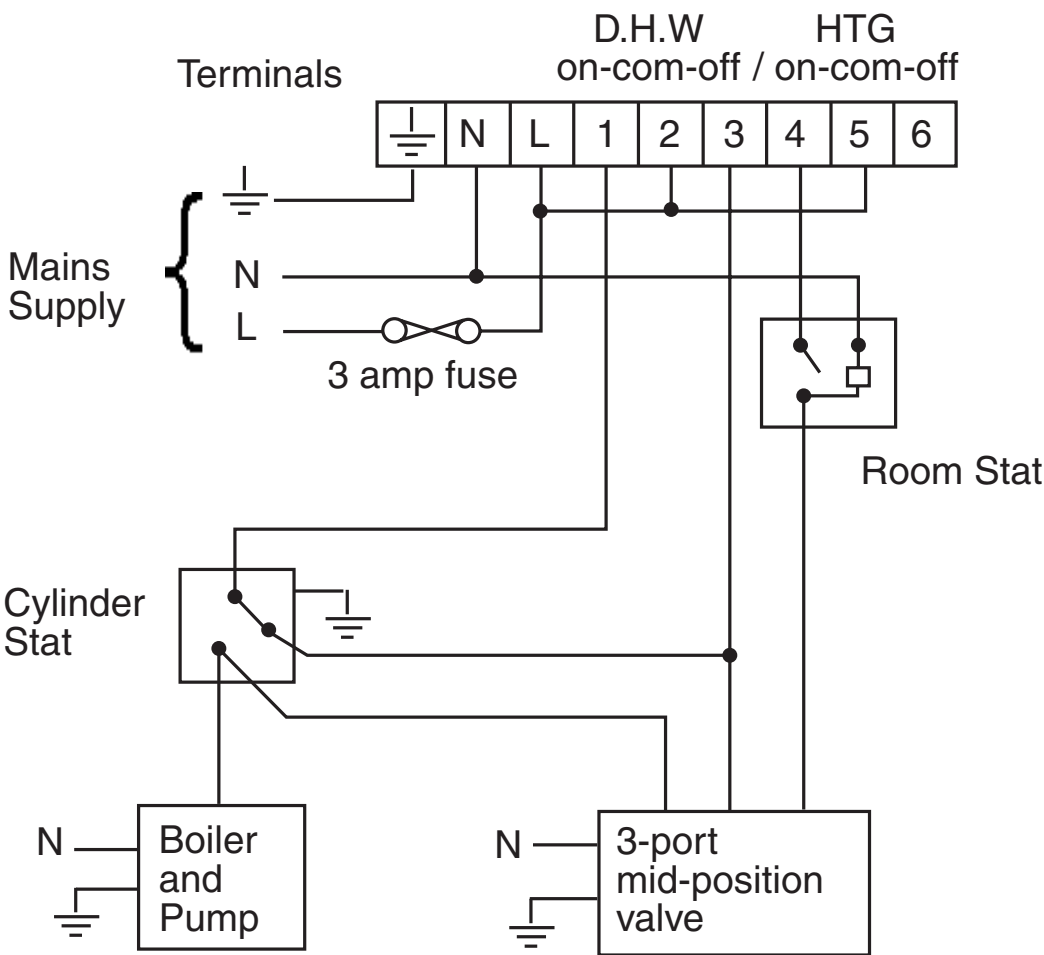 D.H.W HTG
on-com-off / on-com-off
Terminals
N L 1 2 3 4 5 6
Mains
Supply
N
L
3 amp fuse
Room Stat
Cylinder
Stat
N
Boiler
and
Pump
N
3-port
mid-position
valve